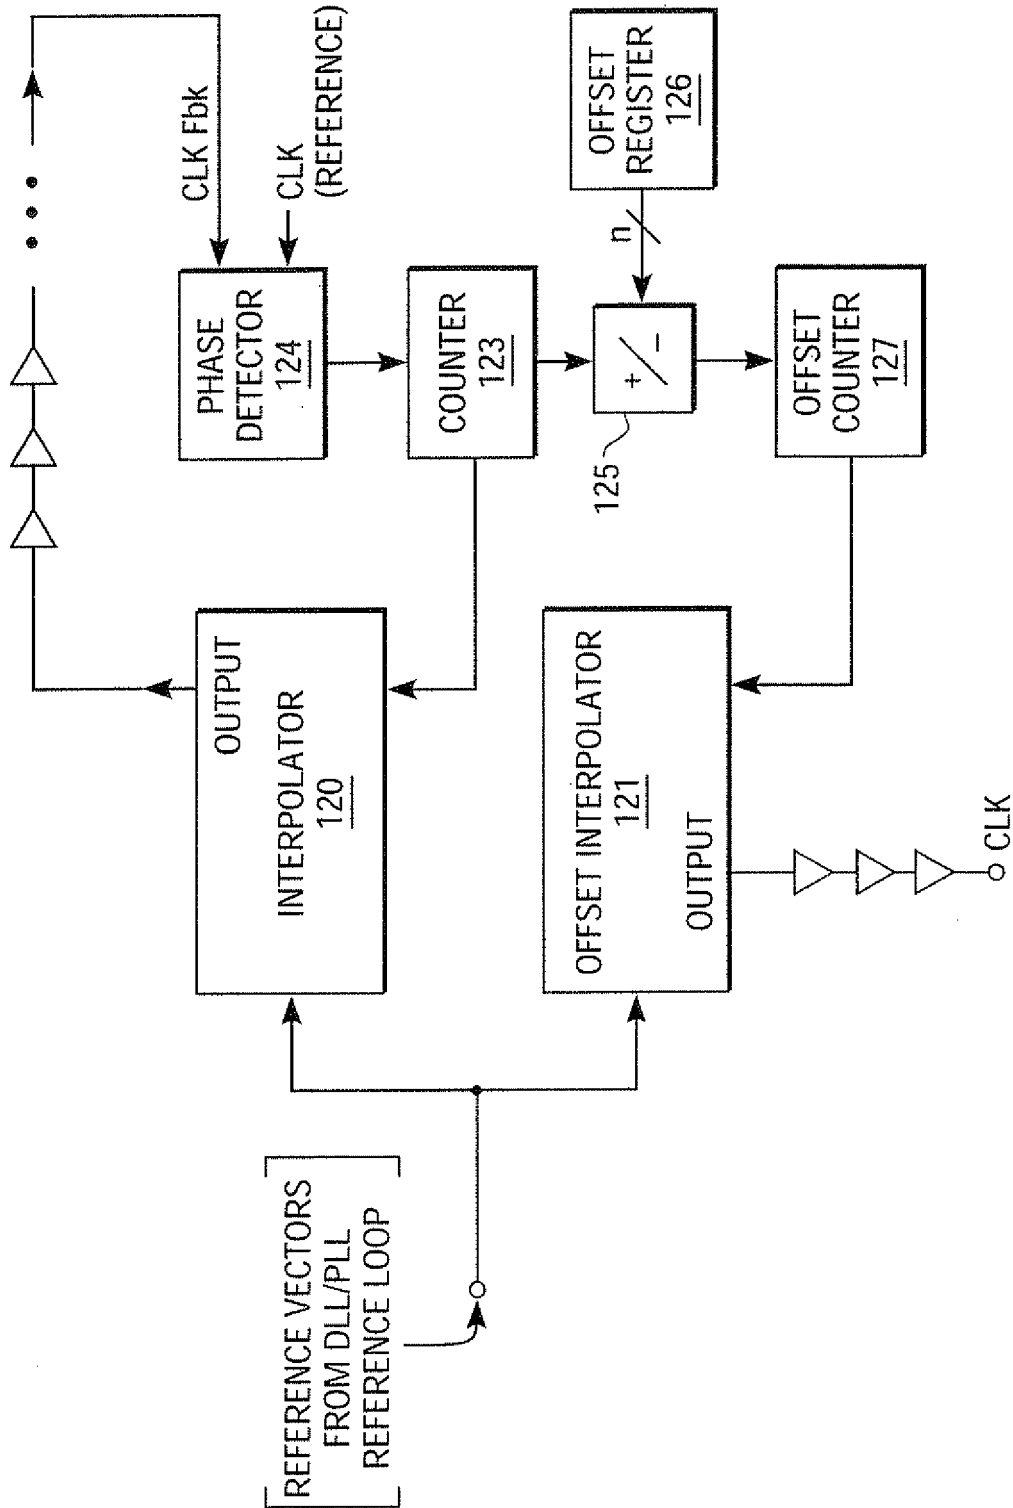 [REFERENCE VECTORS
FROM DLL/PLL
REFERENCE LOOP]
OUTPUT
INTERPOLATOR
120
OFFSET INTERPOLATOR
121
OUTPUT
CLK
CLK Fbk
CLK
(REFERENCE)
PHASE
DETECTOR
124
COUNTER
123
+/−
125
n
OFFSET
REGISTER
126
OFFSET
COUNTER
127